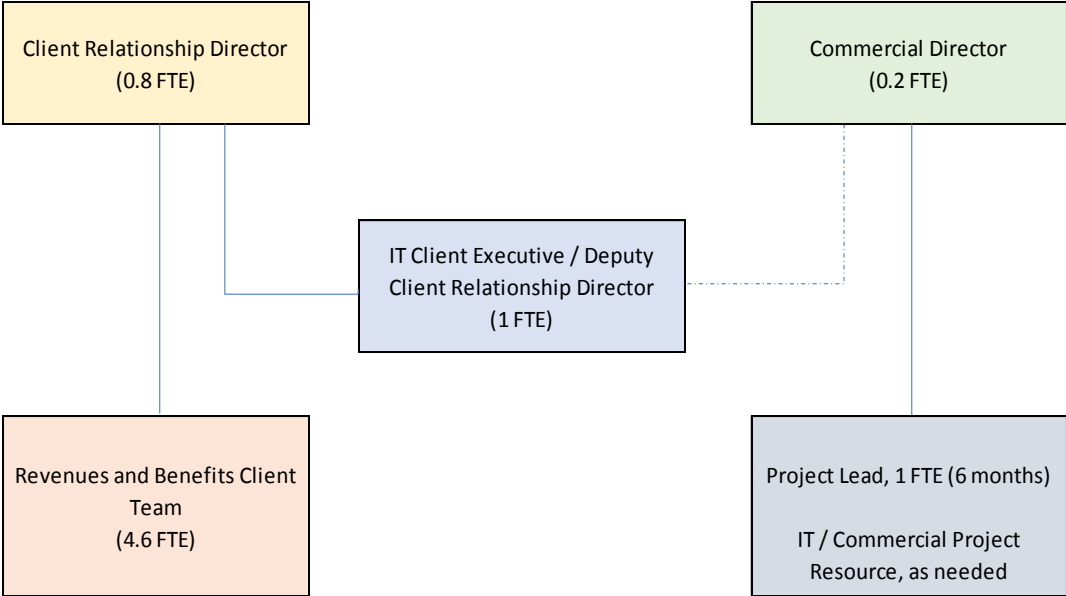 Client Relationship Director
(0.8 FTE)
Commercial Director
(0.2 FTE)
IT Client Executive / Deputy
Client Relationship Director
(1 FTE)
Revenues and Benefits Client
Team
(4.6 FTE)
Project Lead, 1 FTE (6 months)
IT / Commercial Project
Resource, as needed